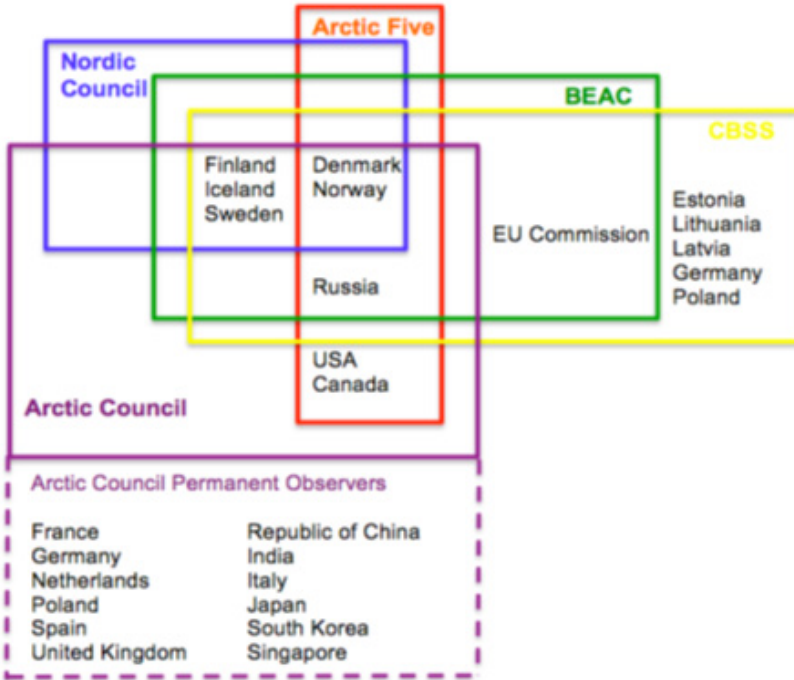 Arctic Five
Nordic
Council
BEAC
CBSS
Finland
Iceland
Sweden
Denmark
Norway
EU Commission
Estonia
Lithuania
Latvia
Germany
Poland
Russia
USA
Canada
Arctic Council
Arctic Council Permanent Observers
France
Germany
Netherlands
Poland
Spain
United Kingdom
Republic of China
India
Italy
Japan
South Korea
Singapore